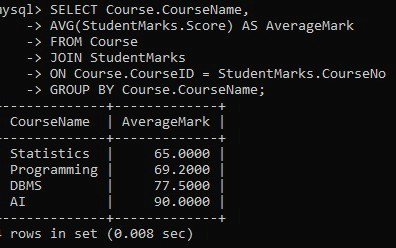 mysql> SELECT Course.CourseName,
-> AVG(StudentMarks.Score) AS AverageMark
-> FROM Course
-> JOIN StudentMarks
-> ON Course.CourseID = StudentMarks.CourseNo
-> GROUP BY Course.CourseName;
-------------+-------------+
CourseName | AverageMark |
-------------+-------------+
Statistics | 65.0000 |
Programming | 69.2000 |
DBMS | 77.5000 |
AI | 90.0000 |
-------------+-------------+
4 rows in set (0.008 sec)